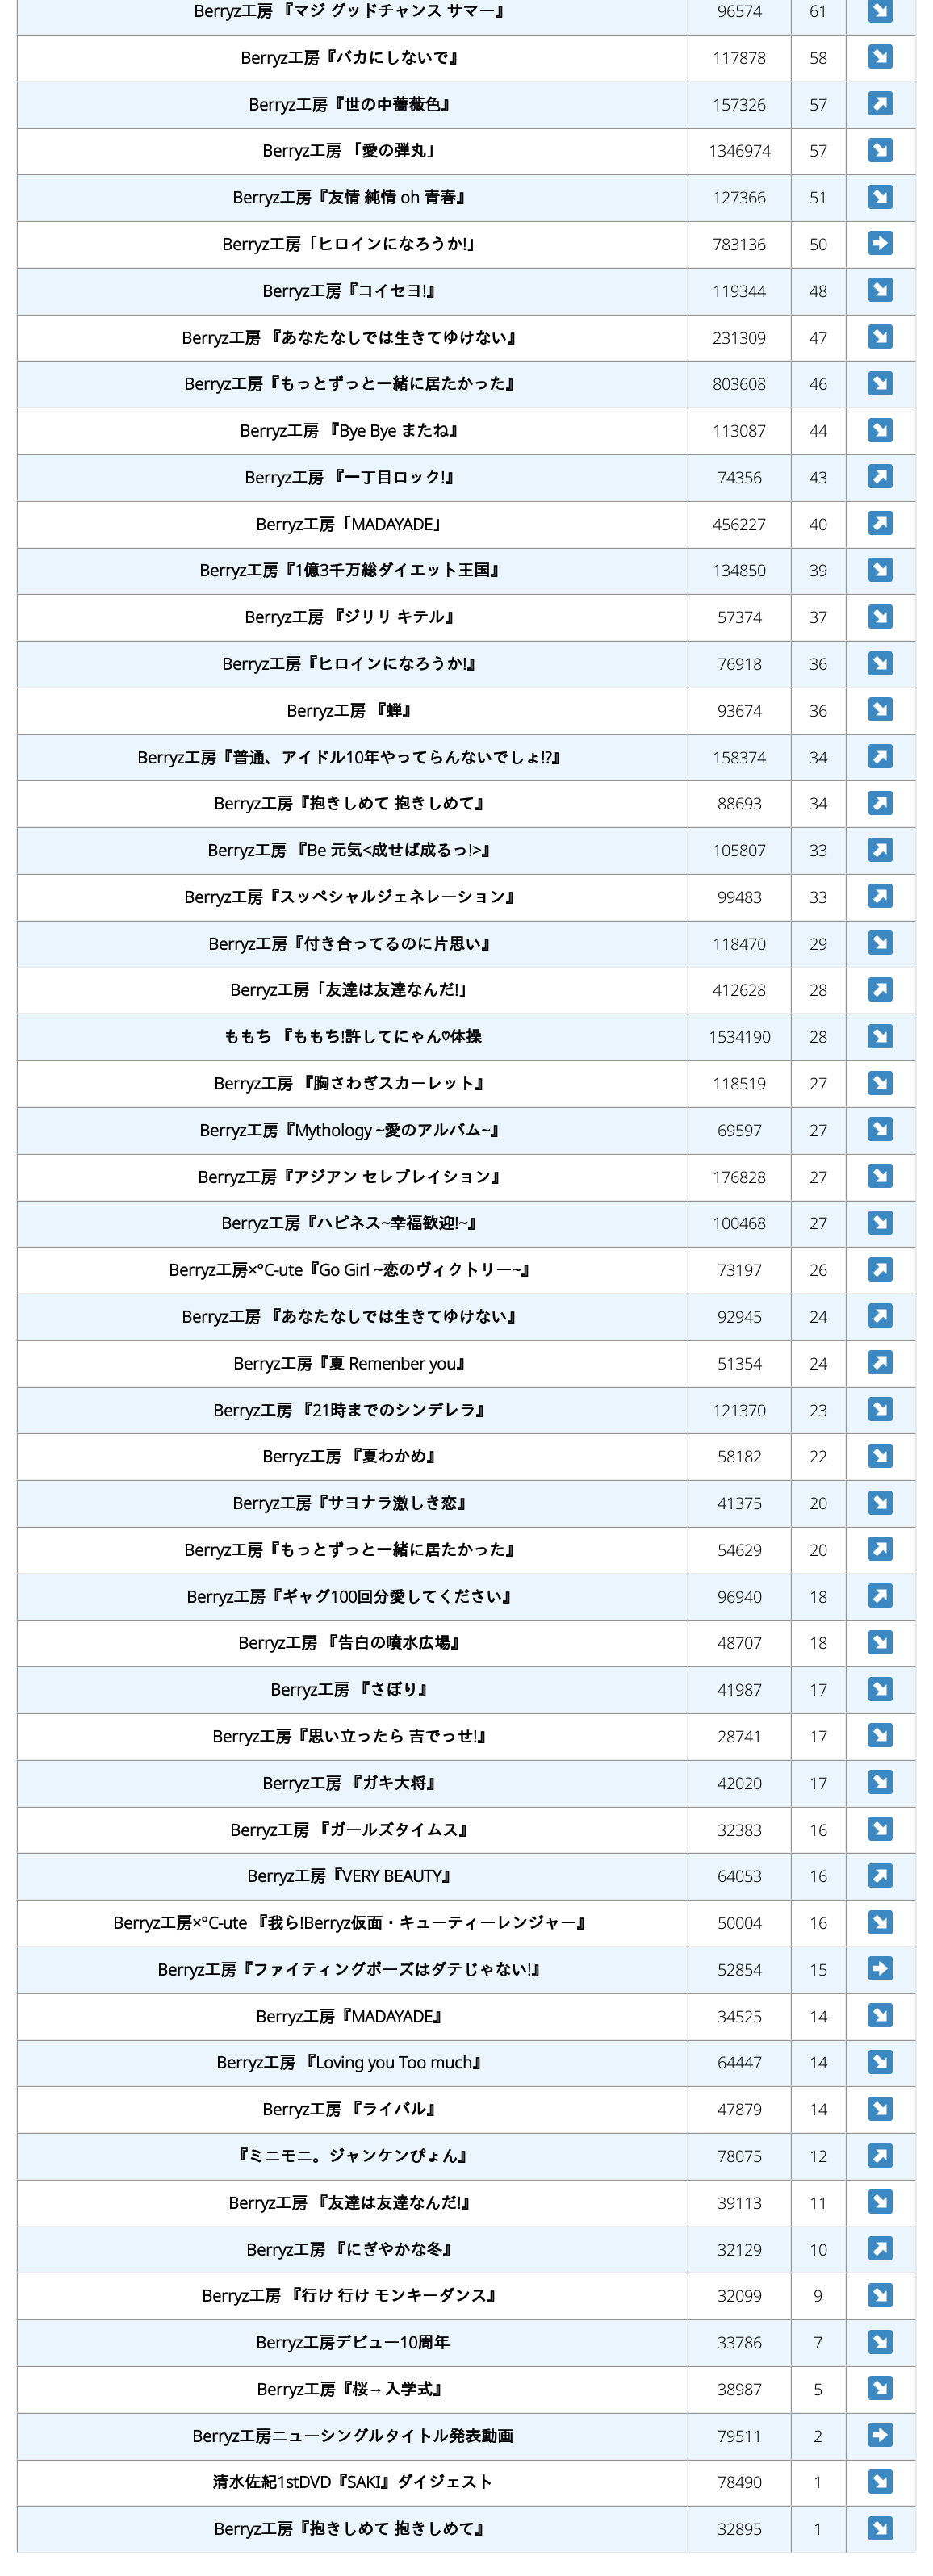 Berryz工房 『マジ グッドチャンス サマー』 96574 61 ↘
Berryz工房『バカにしないで』 117878 58 ↘
Berryz工房『世の中薔薇色』 157326 57 ↗
Berryz工房 「愛の弾丸」 1346974 57 ↘
Berryz工房『友情 純情 oh 青春』 127366 51 ↘
Berryz工房「ヒロインになろうか!」 783136 50 ➡
Berryz工房『コイセヨ!』 119344 48 ↘
Berryz工房 『あなたなしでは生きてゆけない』 231309 47 ↘
Berryz工房『もっとずっと一緒に居たかった』 803608 46 ↘
Berryz工房 『Bye Bye またね』 113087 44 ↘
Berryz工房 『一丁目ロック!』 74356 43 ↗
Berryz工房「MADAYADE」 456227 40 ↗
Berryz工房『1億3千万総ダイエット王国』 134850 39 ↘
Berryz工房 『ジリリ キテル』 57374 37 ↘
Berryz工房『ヒロインになろうか!』 76918 36 ↘
Berryz工房 『蝉』 93674 36 ↘
Berryz工房『普通、アイドル10年やってらんないでしょ!?』 158374 34 ↗
Berryz工房『抱きしめて 抱きしめて』 88693 34 ↗
Berryz工房 『Be 元気<成せば成るっ!>』 105807 33 ↗
Berryz工房『スッペシャルジェネレーション』 99483 33 ↗
Berryz工房『付き合ってるのに片思い』 118470 29 ↘
Berryz工房「友達は友達なんだ!」 412628 28 ↗
ももち 『ももち!許してにゃん♡体操 1534190 28 ↘
Berryz工房 『胸さわぎスカーレット』 118519 27 ↘
Berryz工房『Mythology ~愛のアルバム~』 69597 27 ↘
Berryz工房『アジアン セレブレイション』 176828 27 ↘
Berryz工房『ハピネス~幸福歓迎!~』 100468 27 ↘
Berryz工房×°C-ute『Go Girl ~恋のヴィクトリー~』 73197 26 ↗
Berryz工房 『あなたなしでは生きてゆけない』 92945 24 ↗
Berryz工房『夏 Remenber you』 51354 24 ↗
Berryz工房 『21時までのシンデレラ』 121370 23 ↘
Berryz工房 『夏わかめ』 58182 22 ↘
Berryz工房『サヨナラ激しき恋』 41375 20 ↘
Berryz工房『もっとずっと一緒に居たかった』 54629 20 ↗
Berryz工房『ギャグ100回分愛してください』 96940 18 ↗
Berryz工房 『告白の噴水広場』 48707 18 ↘
Berryz工房 『さぼり』 41987 17 ↘
Berryz工房『思い立ったら 吉でっせ!』 28741 17 ↘
Berryz工房 『ガキ大将』 42020 17 ↘
Berryz工房 『ガールズタイムス』 32383 16 ↘
Berryz工房『VERY BEAUTY』 64053 16 ↗
Berryz工房×°C-ute 『我ら!Berryz仮面・キューティーレンジャー』 50004 16 ↘
Berryz工房『ファイティングポーズはダテじゃない!』 52854 15 ➡
Berryz工房『MADAYADE』 34525 14 ↘
Berryz工房 『Loving you Too much』 64447 14 ↘
Berryz工房 『ライバル』 47879 14 ↘
『ミニモニ。ジャンケンぴょん』 78075 12 ↗
Berryz工房 『友達は友達なんだ!』 39113 11 ↘
Berryz工房 『にぎやかな冬』 32129 10 ↗
Berryz工房 『行け 行け モンキーダンス』 32099 9 ↘
Berryz工房デビュー10周年 33786 7 ↘
Berryz工房『桜→入学式』 38987 5 ↘
Berryz工房ニューシングルタイトル発表動画 79511 2 ➡
清水佐紀1stDVD『SAKI』ダイジェスト 78490 1 ↘
Berryz工房『抱きしめて 抱きしめて』 32895 1 ↘